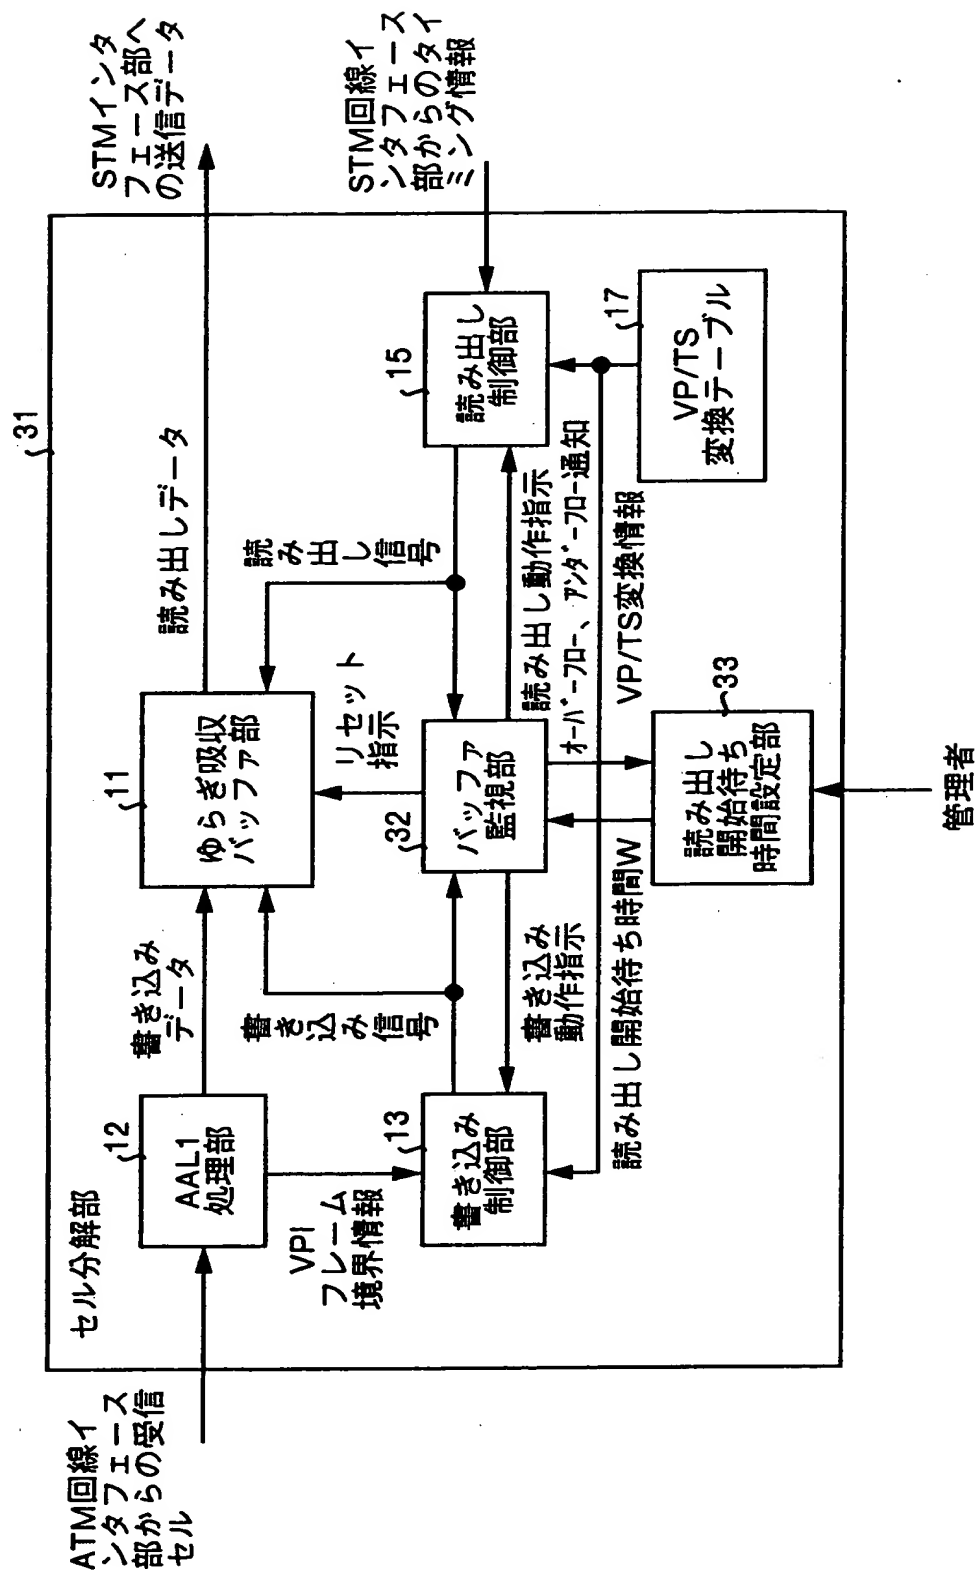 ATM回線イ
ンタフェース
部からの受信
セル
セル分解部
31
STMインタ
フェース部へ
の送信データ
12
AAL1
処理部
書き込み
データ
11
ゆらぎ吸収
バッファ部
読み出しデータ
VPI
フレーム
境界情報
書き込み
み信
号
リセット
指示
読み出し
み信
号
STM回線イ
ンタフェース
部からのタイ
ミング情報
13
書き込み
制御部
32
バッファ
監視部
15
読み出し
制御部
書き込み
動作指示
読み出し動作指示
オーバーフロー、アンダーフロー通知
読み出し開始待ち時間W
VP/TS変換情報
17
VP/TS
変換テーブル
33
読み出し
開始待ち
時間設定部
管理者